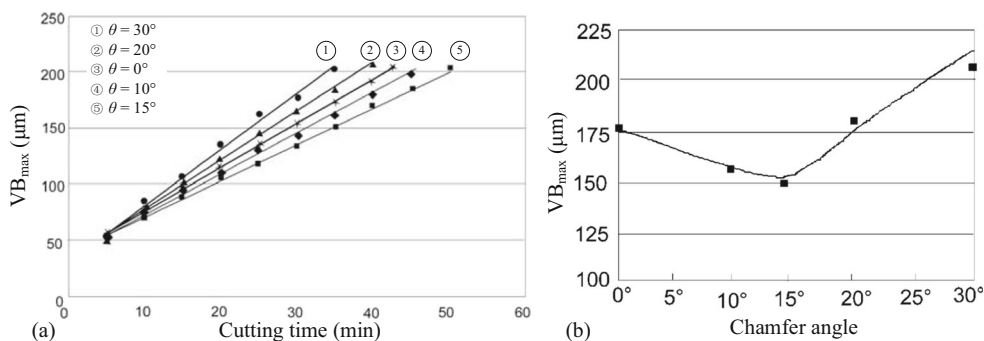 ① θ = 30°
② θ = 20°
③ θ = 0°
④ θ = 10°
⑤ θ = 15°
① ② ③ ④ ⑤
250
200
150
100
50
0
VBmax (μm)
0 10 20 30 40 50 60
(a) Cutting time (min)
225
200
175
150
125
100
VBmax (μm)
0° 5° 10° 15° 20° 25° 30°
(b) Chamfer angle